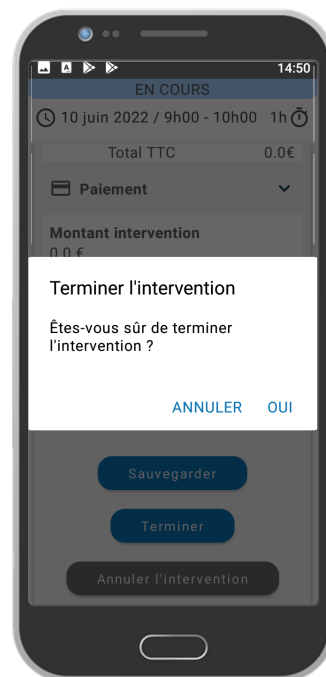 14:50
EN COURS
10 juin 2022 / 9h00 - 10h00 1h
Total TTC 0.0€
Paiement
Montant intervention
0.0 €
Terminer l'intervention
Êtes-vous sûr de terminer
l'intervention ?
ANNULER OUI
Sauvegarder
Terminer
Annuler l'intervention